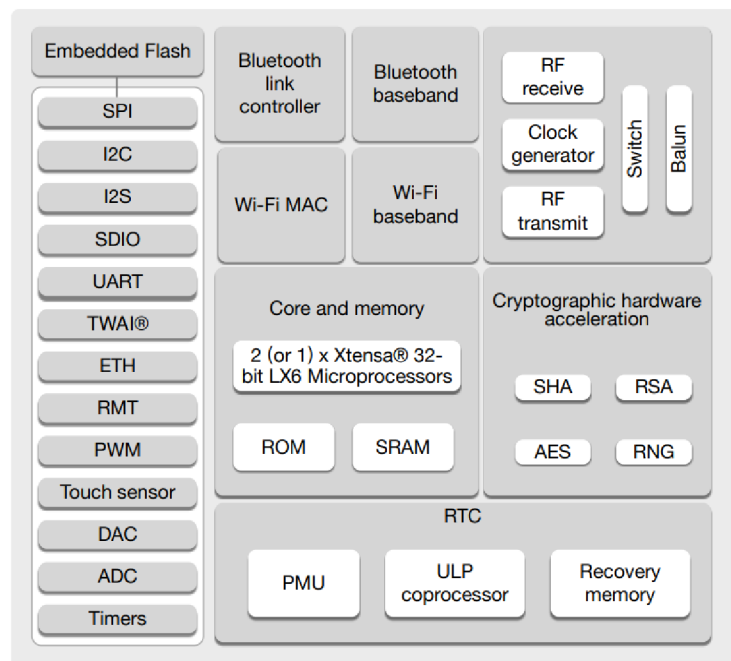 Embedded Flash
SPI
I2C
I2S
SDIO
UART
TWAI®
ETH
RMT
PWM
Touch sensor
DAC
ADC
Timers
Bluetooth
link
controller
Bluetooth
baseband
Wi-Fi MAC
Wi-Fi
baseband
RF
receive
Clock
generator
RF
transmit
Switch
Balun
Core and memory
2 (or 1) x Xtensa® 32-
bit LX6 Microprocessors
ROM
SRAM
Cryptographic hardware
acceleration
SHA
RSA
AES
RNG
RTC
PMU
ULP
coprocessor
Recovery
memory